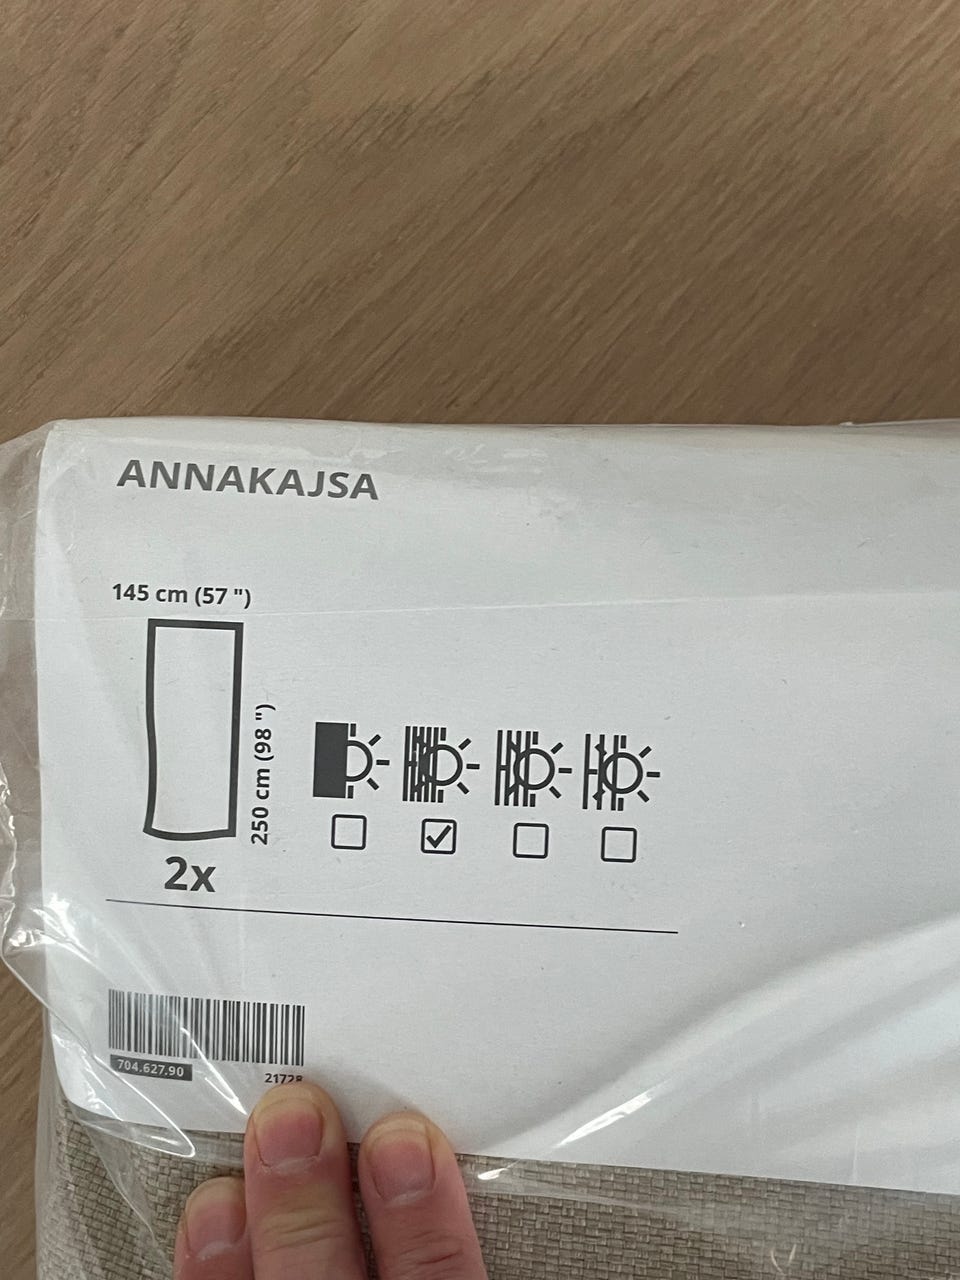 ANNAKAJSA
145 cm (57 ")
250 cm (98 ")
2x
704.627.90
21728